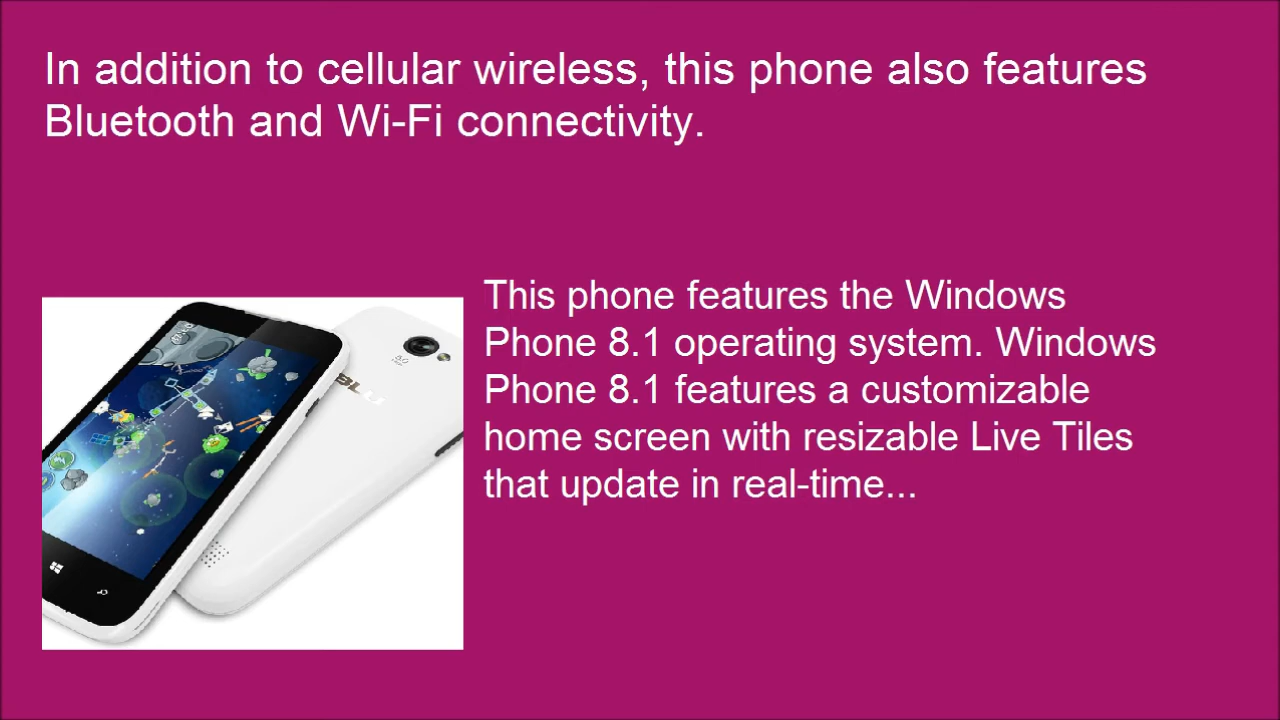 In addition to cellular wireless, this phone also features
Bluetooth and Wi-Fi connectivity.
This phone features the Windows
Phone 8.1 operating system. Windows
Phone 8.1 features a customizable
home screen with resizable Live Tiles
that update in real-time...
8.0
BLU